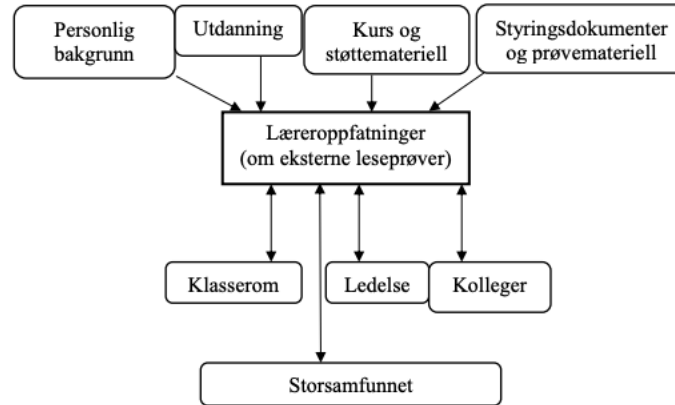 Personlig
bakgrunn
Utdanning
Kurs og
støttemateriell
Styringsdokumenter
og prøvemateriell
Læreroppfatninger
(om eksterne leseprøver)
Klasserom
Ledelse
Kolleger
Storsamfunnet